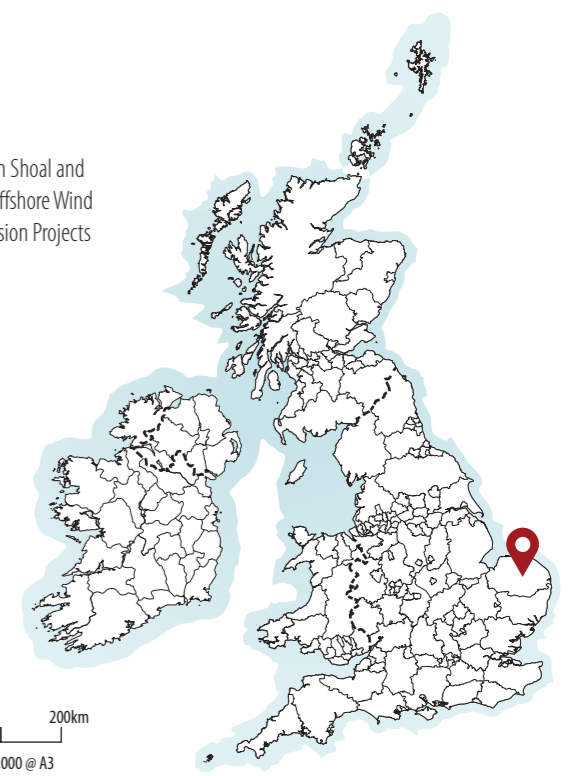 n Shoal and
ffshore Wind
sion Projects
200km
000 @ A3